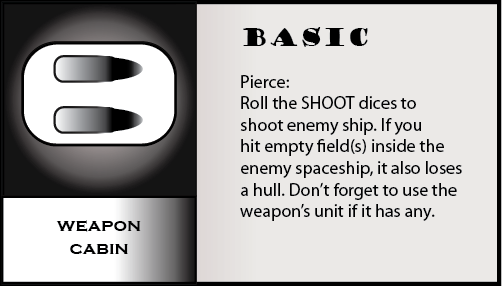 BASIC
Pierce:
Roll the SHOOT dices to
shoot enemy ship. If you
hit empty field(s) inside the
enemy spaceship, it also loses
a hull. Don't forget to use the
weapon's unit if it has any.
WEAPON
CABIN